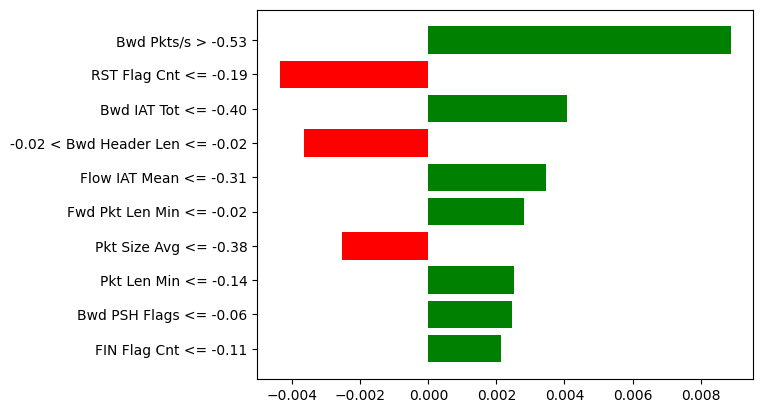 Bwd Pkts/s > -0.53
RST Flag Cnt <= -0.19
Bwd IAT Tot <= -0.40
-0.02 < Bwd Header Len <= -0.02
Flow IAT Mean <= -0.31
Fwd Pkt Len Min <= -0.02
Pkt Size Avg <= -0.38
Pkt Len Min <= -0.14
Bwd PSH Flags <= -0.06
FIN Flag Cnt <= -0.11
−0.004 −0.002 0.000 0.002 0.004 0.006 0.008